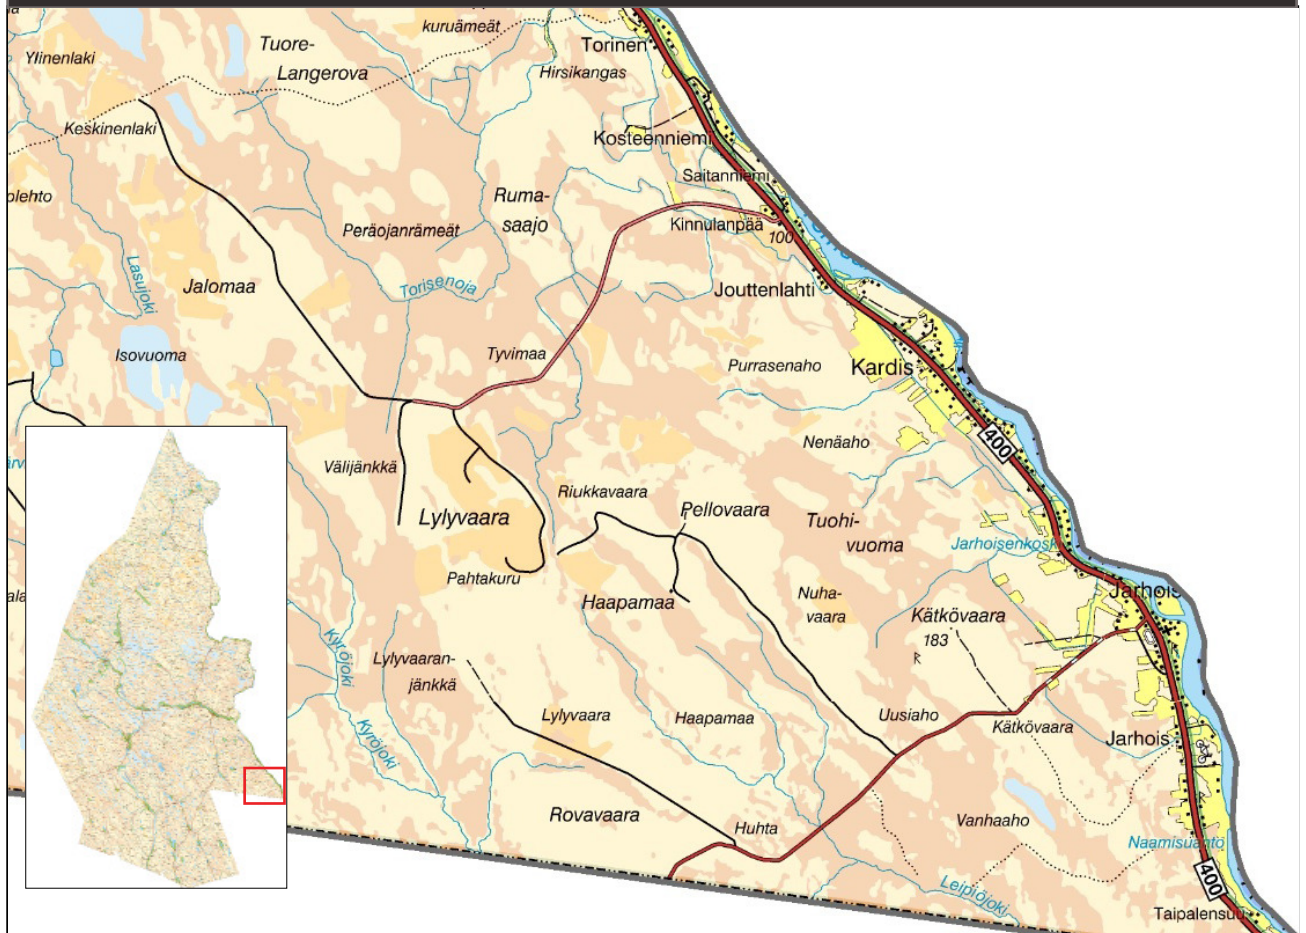 kuruämeät
Tuore-
Langerova
Torinen
Ylinenlaki
Hirsikangas
Keskinenlaki
Kosteenniemi
Saitanniemi
Ruma-
saajo
Peräojanrämeät
Kinnulanpää
100
Lasujoki
Jalomaa
Torisenoja
Jouttenlahti
Isovuoma
Tyvimaa
Purrasenaho
Kardis
Nenäaho
400
Välijänkkä
Riukkavaara
Lylyvaara
Pellovaara
Tuohi-
vuoma
Jarhoisenkosk
Pahtakuru
Haapamaa
Nuha-
vaara
Jarhois
Kätkövaara
183
Kyröjoki
Lylyvaaran-
jänkkä
Lylyvaara
Haapamaa
Uusiaho
Kätkövaara
Jarhois
Kyröjoki
Rovavaara
Huhta
Vanhaaho
Naamisuanto
Leipiöjoki
400
Taipalensuu